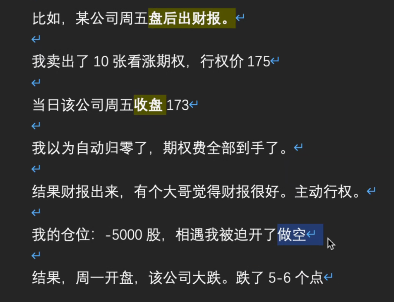 比如，某公司周五盘后出财报。
我卖出了 10 张看涨期权，行权价 175
当日该公司周五收盘 173
我以为自动归零了，期权费全部到手了。
结果财报出来，有个大哥觉得财报很好。主动行权。
我的仓位：-5000 股，相遇我被迫开了做空
结果，周一开盘，该公司大跌。跌了 5-6 个点